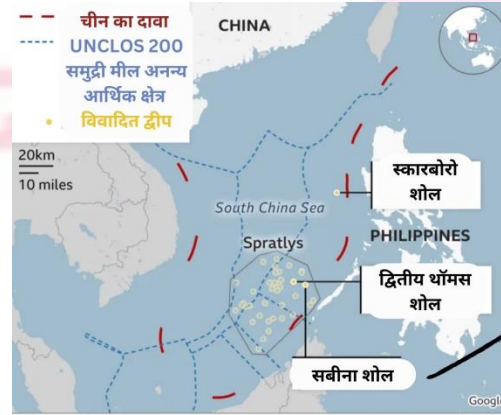 चीन का दावा
UNCLOS 200
समुद्री मील अनन्य
आर्थिक क्षेत्र
विवादित द्वीप
20km
10 miles
CHINA
स्कारबोरो
शोल
South China Sea
PHILIPPINES
Spratlys
द्वितीय थॉमस
शोल
सबीना शोल
Google